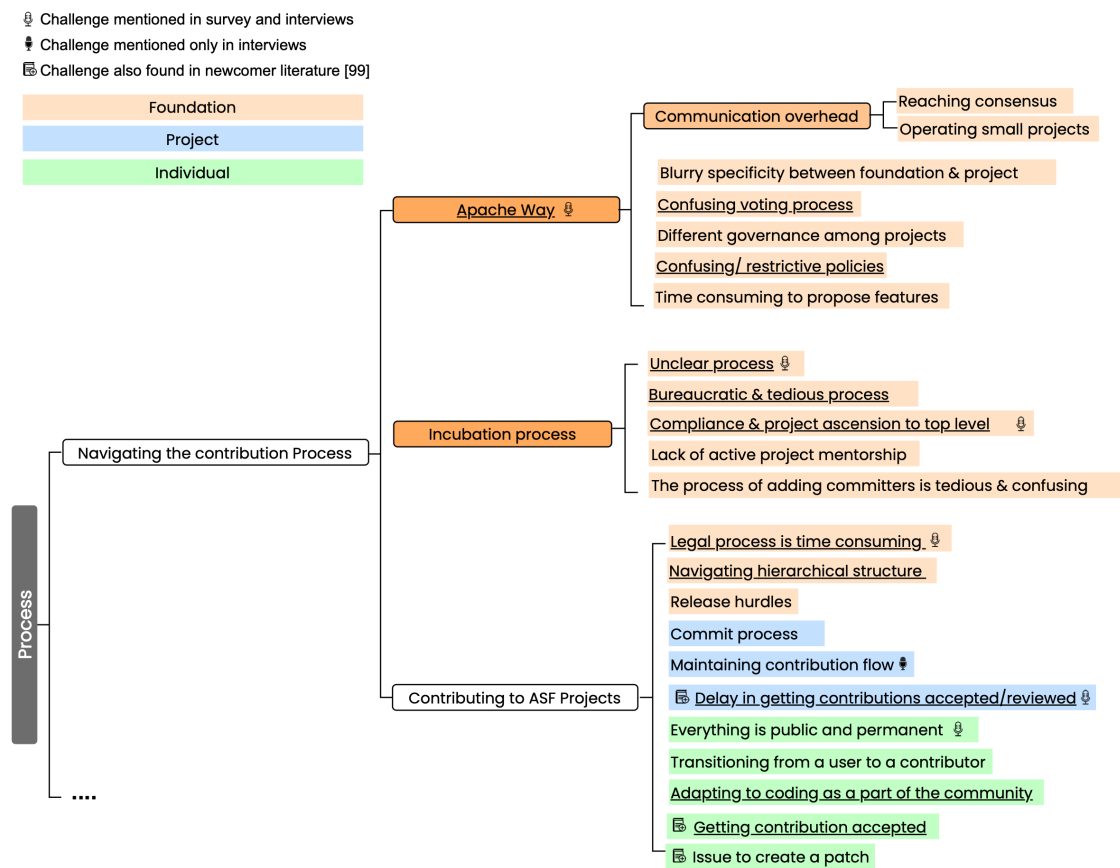 Challenge mentioned in survey and interviews
Challenge mentioned only in interviews
Challenge also found in newcomer literature [99]
Foundation
Project
Individual
Process
Navigating the contribution Process
....
Apache Way
Communication overhead
Reaching consensus
Operating small projects
Blurry specificity between foundation & project
Confusing voting process
Different governance among projects
Confusing/ restrictive policies
Time consuming to propose features
Incubation process
Unclear process
Bureaucratic & tedious process
Compliance & project ascension to top level
Lack of active project mentorship
The process of adding committers is tedious & confusing
Contributing to ASF Projects
Legal process is time consuming
Navigating hierarchical structure
Release hurdles
Commit process
Maintaining contribution flow
Delay in getting contributions accepted/reviewed
Everything is public and permanent
Transitioning from a user to a contributor
Adapting to coding as a part of the community
Getting contribution accepted
Issue to create a patch